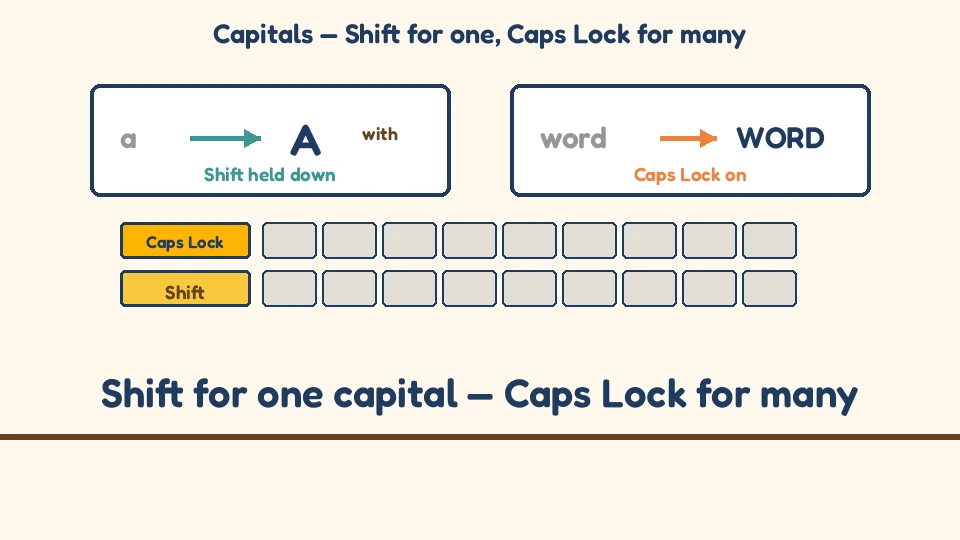 Capitals — Shift for one, Caps Lock for many
a A with
Shift held down
word WORD
Caps Lock on
Caps Lock
Shift
Shift for one capital — Caps Lock for many